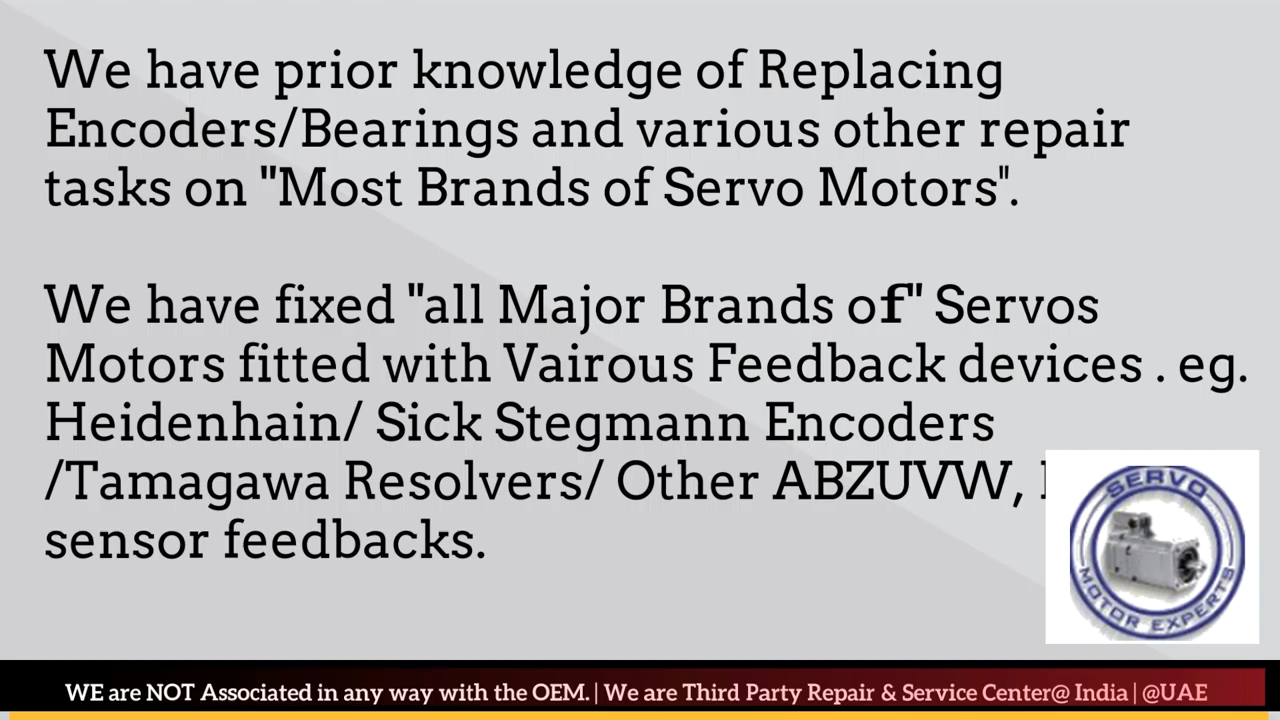 We have prior knowledge of Replacing
Encoders/Bearings and various other repair
tasks on "Most Brands of Servo Motors".
We have fixed "all Major Brands of" Servos
Motors fitted with Vairous Feedback devices . eg.
Heidenhain/ Sick Stegmann Encoders
/Tamagawa Resolvers/ Other ABZUVW,
sensor feedbacks.
SERVO
MOTOR EXPERTS
WE are NOT Associated in any way with the OEM. | We are Third Party Repair & Service Center@ India | @UAE